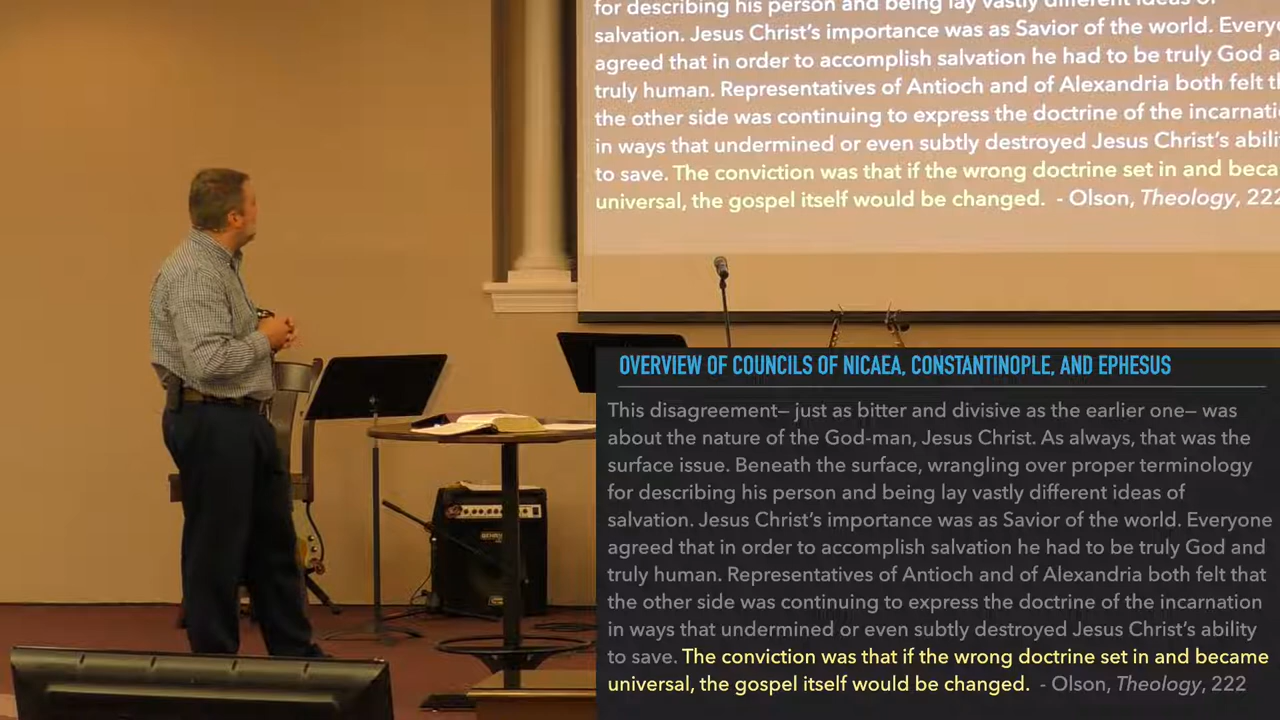 for describing his person and being lay vastly different ideas of
salvation. Jesus Christ's importance was as Savior of the world.
agreed that in order to accomplish salvation he had to be truly God
truly human. Representatives of Antioch and of Alexandria both felt
the other side was continuing to express the doctrine of the
in ways that undermined or even subtly destroyed Jesus Christ's
to save. The conviction was that if the wrong doctrine set in and
universal, the gospel itself would be changed. - Olson, Theology, 222
OVERVIEW OF COUNCILS OF NICAEA, CONSTANTINOPLE, AND EPHESUS
This disagreement– just as bitter and divisive as the earlier one– was
about the nature of the God-man, Jesus Christ. As always, that was the
surface issue. Beneath the surface, wrangling over proper terminology
for describing his person and being lay vastly different ideas of
salvation. Jesus Christ's importance was as Savior of the world. Everyone
agreed that in order to accomplish salvation he had to be truly God and
truly human. Representatives of Antioch and of Alexandria both felt that
the other side was continuing to express the doctrine of the incarnation
in ways that undermined or even subtly destroyed Jesus Christ's ability
to save. The conviction was that if the wrong doctrine set in and became
universal, the gospel itself would be changed. - Olson, Theology, 222